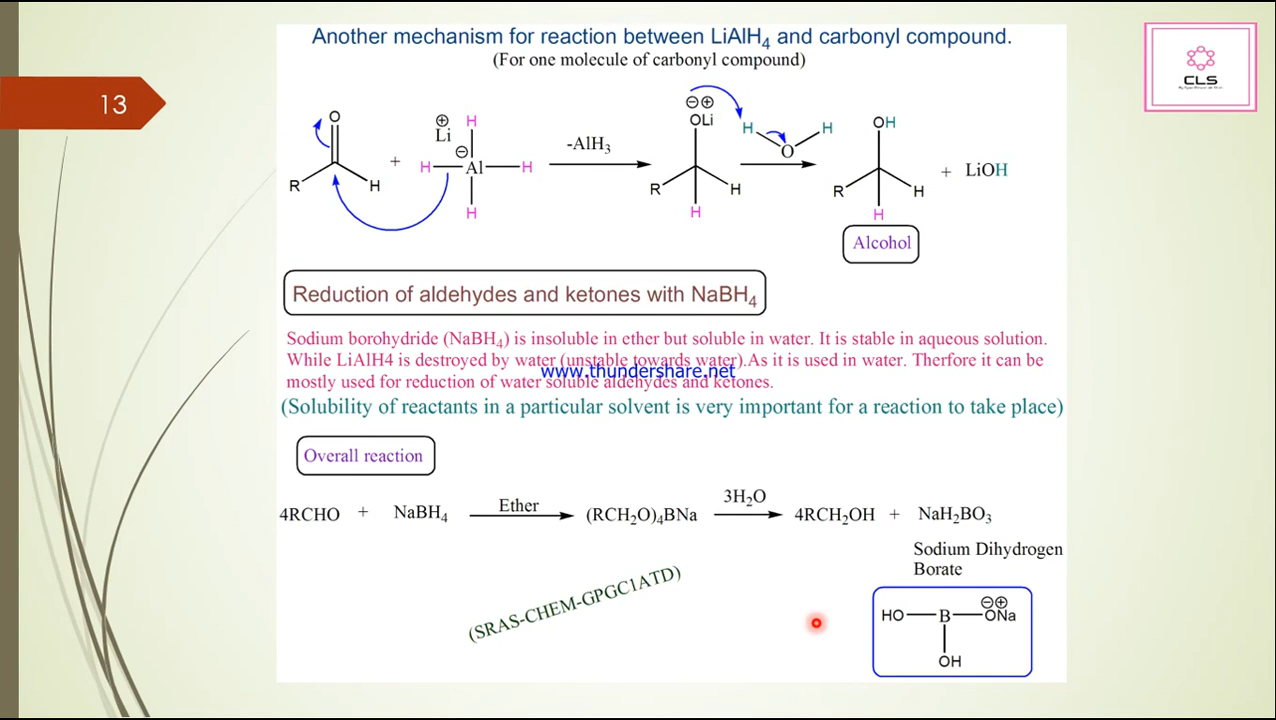 Another mechanism for reaction between LiAlH4 and carbonyl compound.
(For one molecule of carbonyl compound)
13
CLS
O
R
H
+
⊕
Li
⊖
H
H
Al
H
H
-AlH3
⊖⊕
OLi
R
H
H
H
H
O
OH
R
H
H
+ LiOH
Alcohol
Reduction of aldehydes and ketones with NaBH4
Sodium borohydride (NaBH4) is insoluble in ether but soluble in water. It is stable in aqueous solution.
While LiAlH4 is destroyed by water (unstable towards water).As it is used in water. Therfore it can be
www.thundershare.net
mostly used for reduction of water soluble aldehydes and ketones.
(Solubility of reactants in a particular solvent is very important for a reaction to take place)
Overall reaction
4RCHO + NaBH4 Ether (RCH2O)4BNa 3H2O 4RCH2OH + NaH2BO3
Sodium Dihydrogen
Borate
(SRAS-CHEM-GPGC1ATD)
⊖⊕
HO B ONa
OH